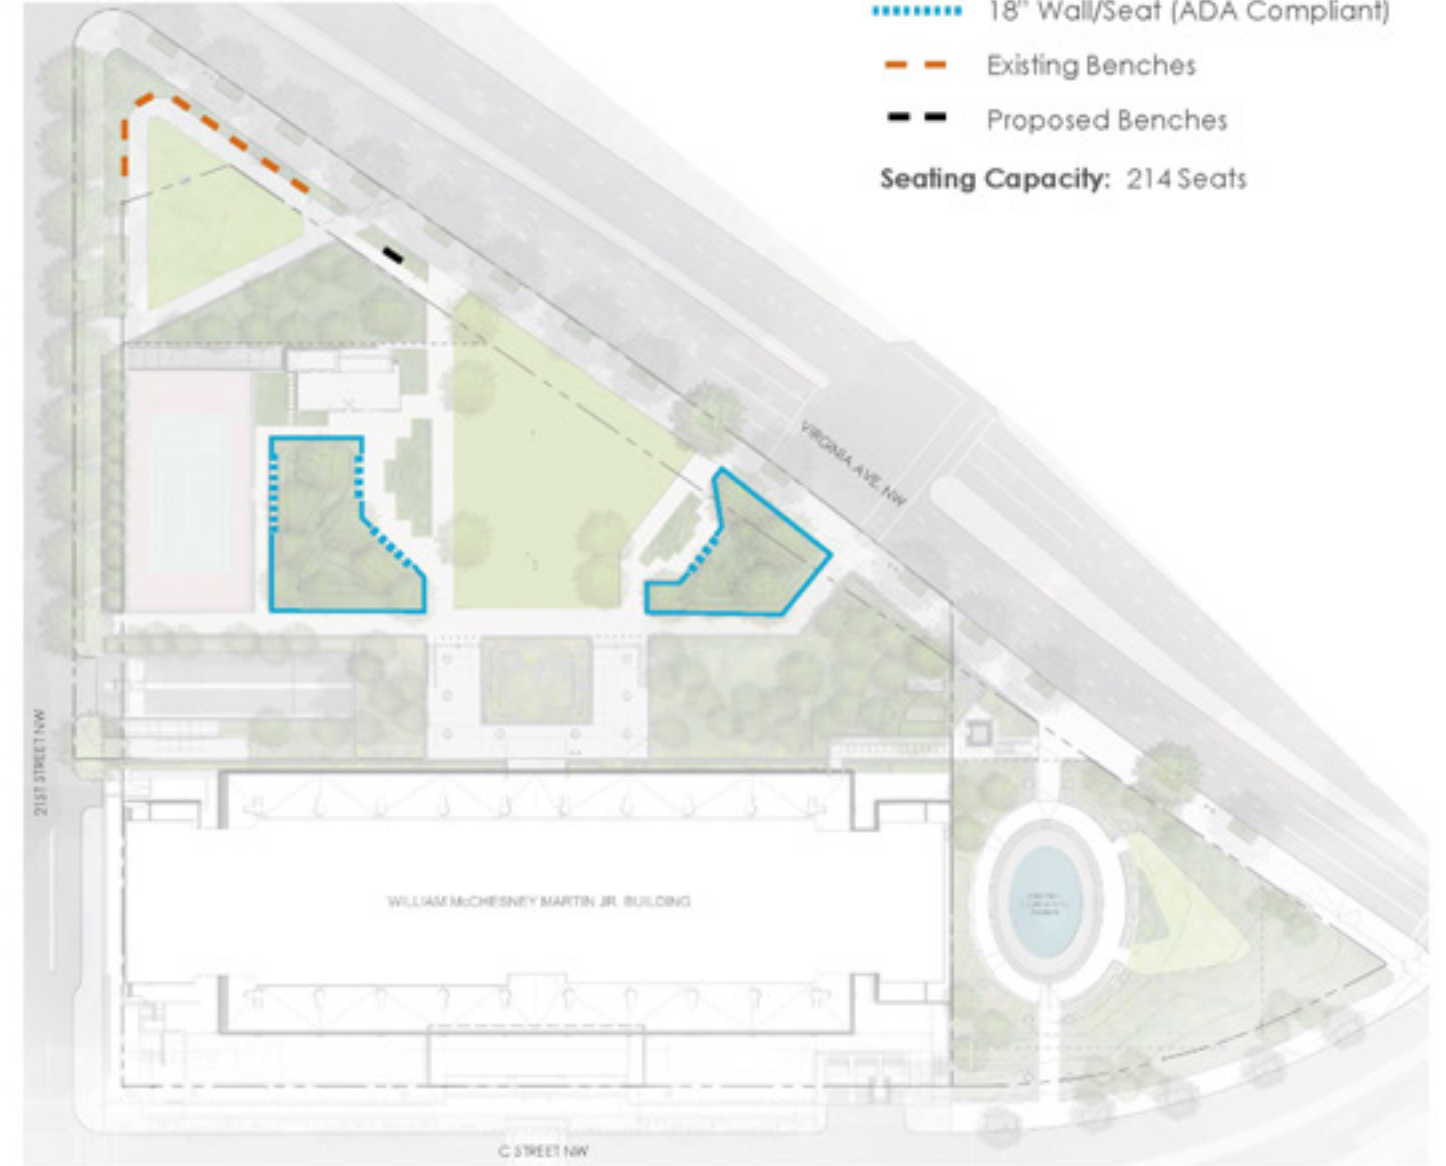 18" Wall/Seat (ADA Compliant)
Existing Benches
Proposed Benches
Seating Capacity: 214 Seats
VIRGINIA AVE. NW
21ST STREET NW
WILLIAM McCHESNEY MARTIN JR. BUILDING
C STREET NW